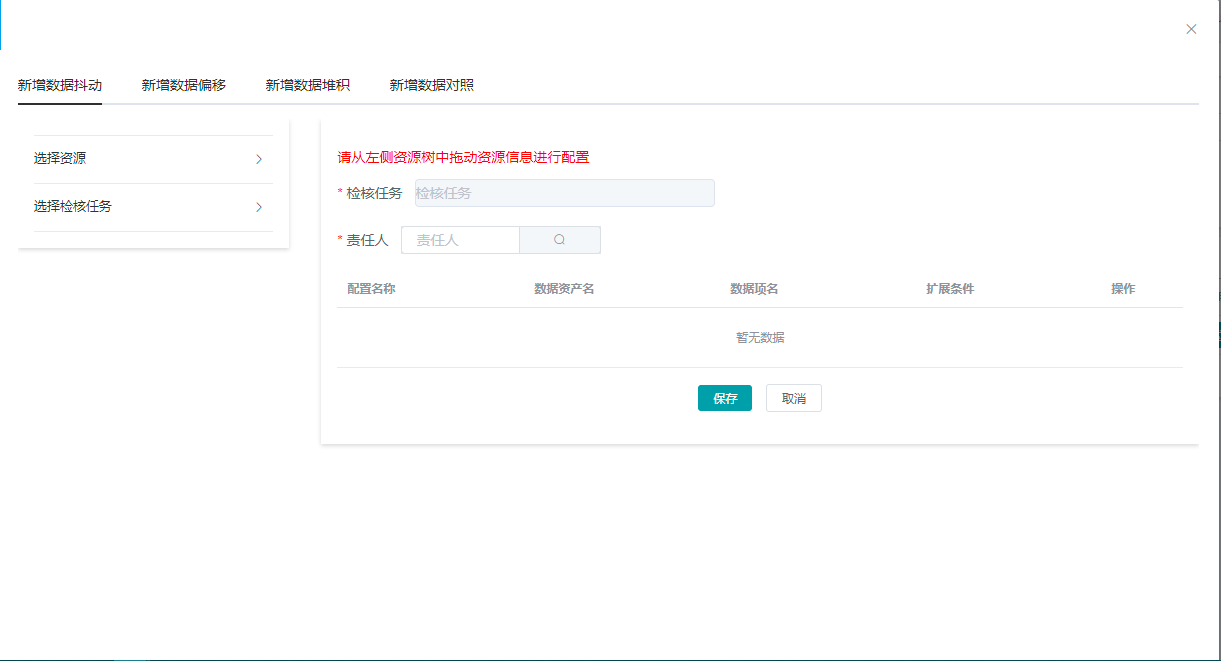 新增数据抖动 新增数据偏移 新增数据堆积 新增数据对照
选择资源
选择检核任务
请从左侧资源树中拖动资源信息进行配置
* 检核任务 检核任务
* 责任人 责任人
配置名称 数据资产名 数据项名 扩展条件 操作
暂无数据
保存 取消